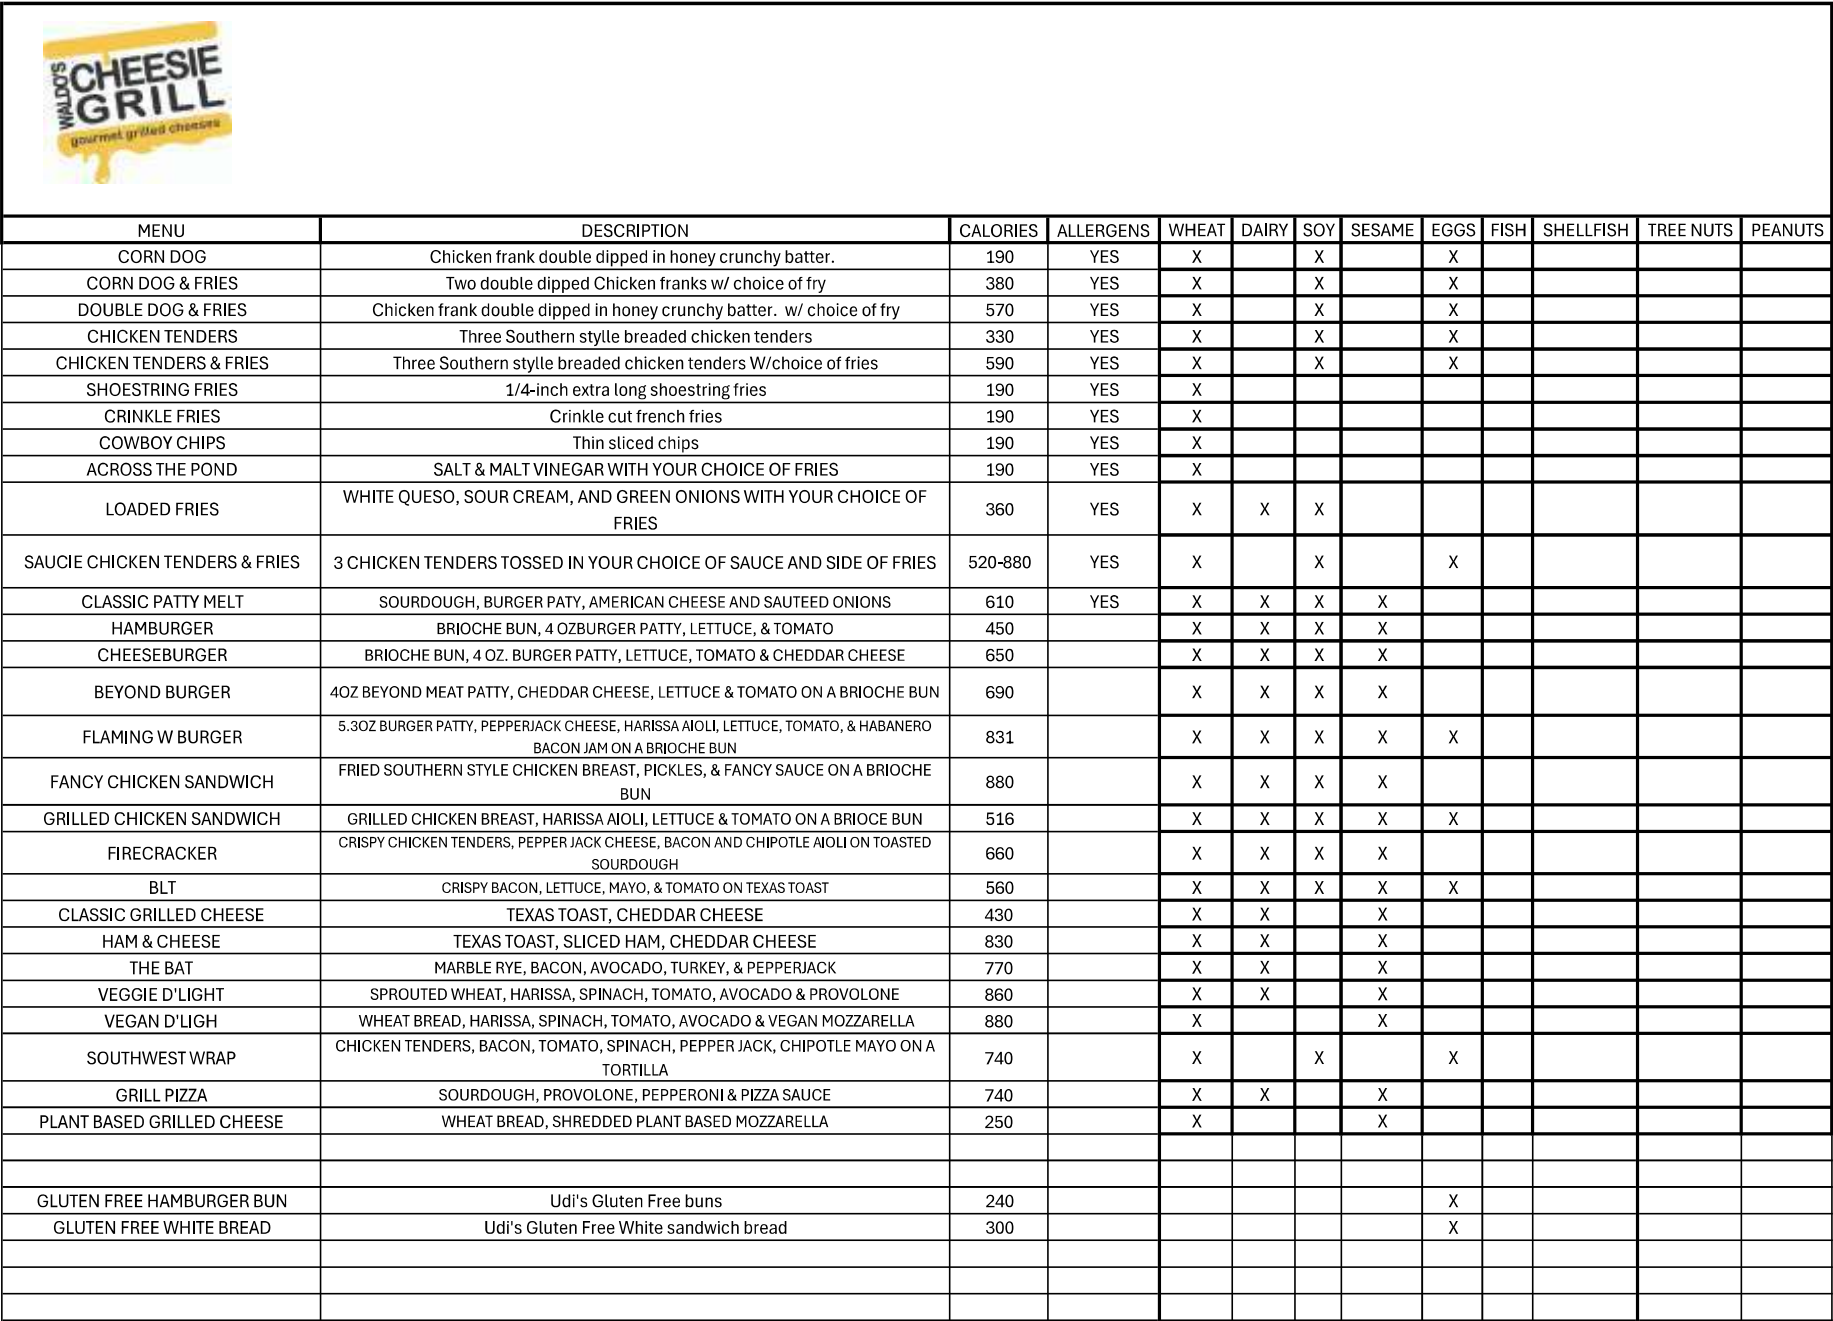 WALDO'S
CHEESIE
GRILL
gourmet grilled cheeses
MENU DESCRIPTION CALORIES ALLERGENS WHEAT DAIRY SOY SESAME EGGS FISH SHELLFISH TREE NUTS PEANUTS
CORN DOG Chicken frank double dipped in honey crunchy batter. 190 YES X X X
CORN DOG & FRIES Two double dipped Chicken franks w/ choice of fry 380 YES X X X
DOUBLE DOG & FRIES Chicken frank double dipped in honey crunchy batter. w/ choice of fry 570 YES X X X
CHICKEN TENDERS Three Southern stylle breaded chicken tenders 330 YES X X X
CHICKEN TENDERS & FRIES Three Southern stylle breaded chicken tenders W/choice of fries 590 YES X X X
SHOESTRING FRIES 1/4-inch extra long shoestring fries 190 YES X
CRINKLE FRIES Crinkle cut french fries 190 YES X
COWBOY CHIPS Thin sliced chips 190 YES X
ACROSS THE POND SALT & MALT VINEGAR WITH YOUR CHOICE OF FRIES 190 YES X
WHITE QUESO, SOUR CREAM, AND GREEN ONIONS WITH YOUR CHOICE OF
LOADED FRIES 360 YES X X X
FRIES
SAUCIE CHICKEN TENDERS & FRIES 3 CHICKEN TENDERS TOSSED IN YOUR CHOICE OF SAUCE AND SIDE OF FRIES 520-880 YES X X X
CLASSIC PATTY MELT SOURDOUGH, BURGER PATY, AMERICAN CHEESE AND SAUTEED ONIONS 610 YES X X X X
HAMBURGER BRIOCHE BUN, 4 OZBURGER PATTY, LETTUCE, & TOMATO 450 X X X X
CHEESEBURGER BRIOCHE BUN, 4 OZ. BURGER PATTY, LETTUCE, TOMATO & CHEDDAR CHEESE 650 X X X X
BEYOND BURGER 4OZ BEYOND MEAT PATTY, CHEDDAR CHEESE, LETTUCE & TOMATO ON A BRIOCHE BUN 690 X X X X
5.3OZ BURGER PATTY, PEPPERJACK CHEESE, HARISSA AIOLI, LETTUCE, TOMATO, & HABANERO
FLAMING W BURGER 831 X X X X X
BACON JAM ON A BRIOCHE BUN
FRIED SOUTHERN STYLE CHICKEN BREAST, PICKLES, & FANCY SAUCE ON A BRIOCHE
FANCY CHICKEN SANDWICH 880 X X X X
BUN
GRILLED CHICKEN SANDWICH GRILLED CHICKEN BREAST, HARISSA AIOLI, LETTUCE & TOMATO ON A BRIOCE BUN 516 X X X X X
CRISPY CHICKEN TENDERS, PEPPER JACK CHEESE, BACON AND CHIPOTLE AIOLI ON TOASTED
FIRECRACKER 660 X X X X
SOURDOUGH
BLT CRISPY BACON, LETTUCE, MAYO, & TOMATO ON TEXAS TOAST 560 X X X X X
CLASSIC GRILLED CHEESE TEXAS TOAST, CHEDDAR CHEESE 430 X X X
HAM & CHEESE TEXAS TOAST, SLICED HAM, CHEDDAR CHEESE 830 X X X
THE BAT MARBLE RYE, BACON, AVOCADO, TURKEY, & PEPPERJACK 770 X X X
VEGGIE D'LIGHT SPROUTED WHEAT, HARISSA, SPINACH, TOMATO, AVOCADO & PROVOLONE 860 X X X
VEGAN D'LIGH WHEAT BREAD, HARISSA, SPINACH, TOMATO, AVOCADO & VEGAN MOZZARELLA 880 X X
CHICKEN TENDERS, BACON, TOMATO, SPINACH, PEPPER JACK, CHIPOTLE MAYO ON A
SOUTHWEST WRAP 740 X X X
TORTILLA
GRILL PIZZA SOURDOUGH, PROVOLONE, PEPPERONI & PIZZA SAUCE 740 X X X
PLANT BASED GRILLED CHEESE WHEAT BREAD, SHREDDED PLANT BASED MOZZARELLA 250 X X
GLUTEN FREE HAMBURGER BUN Udi's Gluten Free buns 240 X
GLUTEN FREE WHITE BREAD Udi's Gluten Free White sandwich bread 300 X